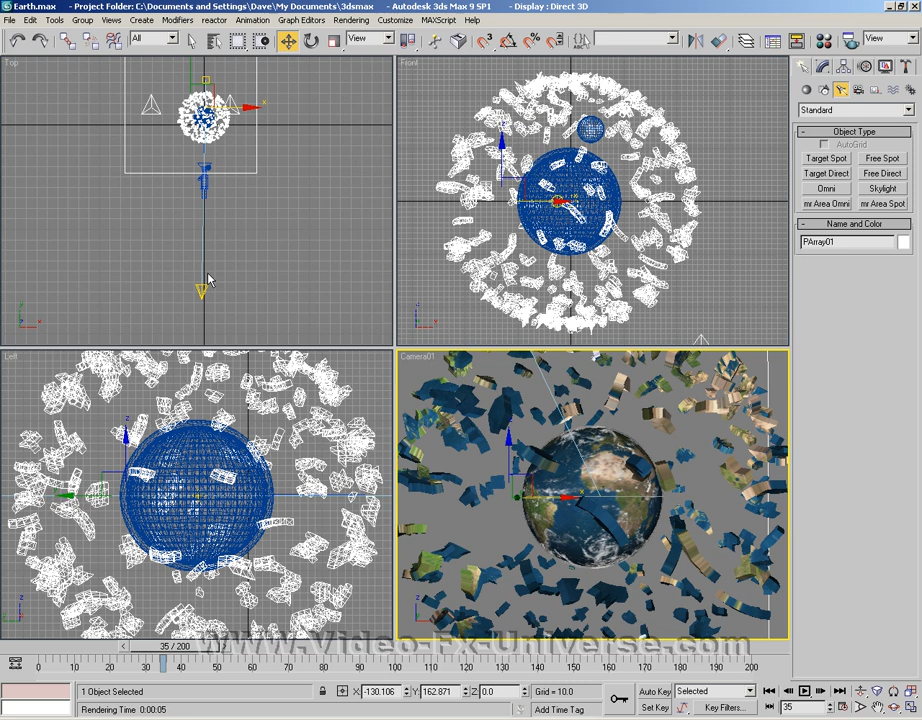 Earth.max - Project Folder: C:\Documents and Settings\Dave\My Documents\3dsmax - Autodesk 3ds Max 9 SP1 - Display : Direct 3D
File Edit Tools Group Views Create Modifiers reactor Animation Graph Editors Rendering Customize MAXScript Help
All View View
Top Front
Standard
Object Type
AutoGrid
Target Spot Free Spot
Target Direct Free Direct
Omni Skylight
mr Area Omni mr Area Spot
Name and Color
PArray01
Left Camera01
www.Video-Fx-Universe.com
35 / 200
0 10 20 30 40 50 60 70 80 90 100 110 120 130 140 150 160 170 180 190 200
1 Object Selected X: -130.106 Y: 162.871 Z: 0.0 Grid = 10.0 Auto Key Selected
Rendering Time 0:00:05 Add Time Tag Set Key Key Filters... 35